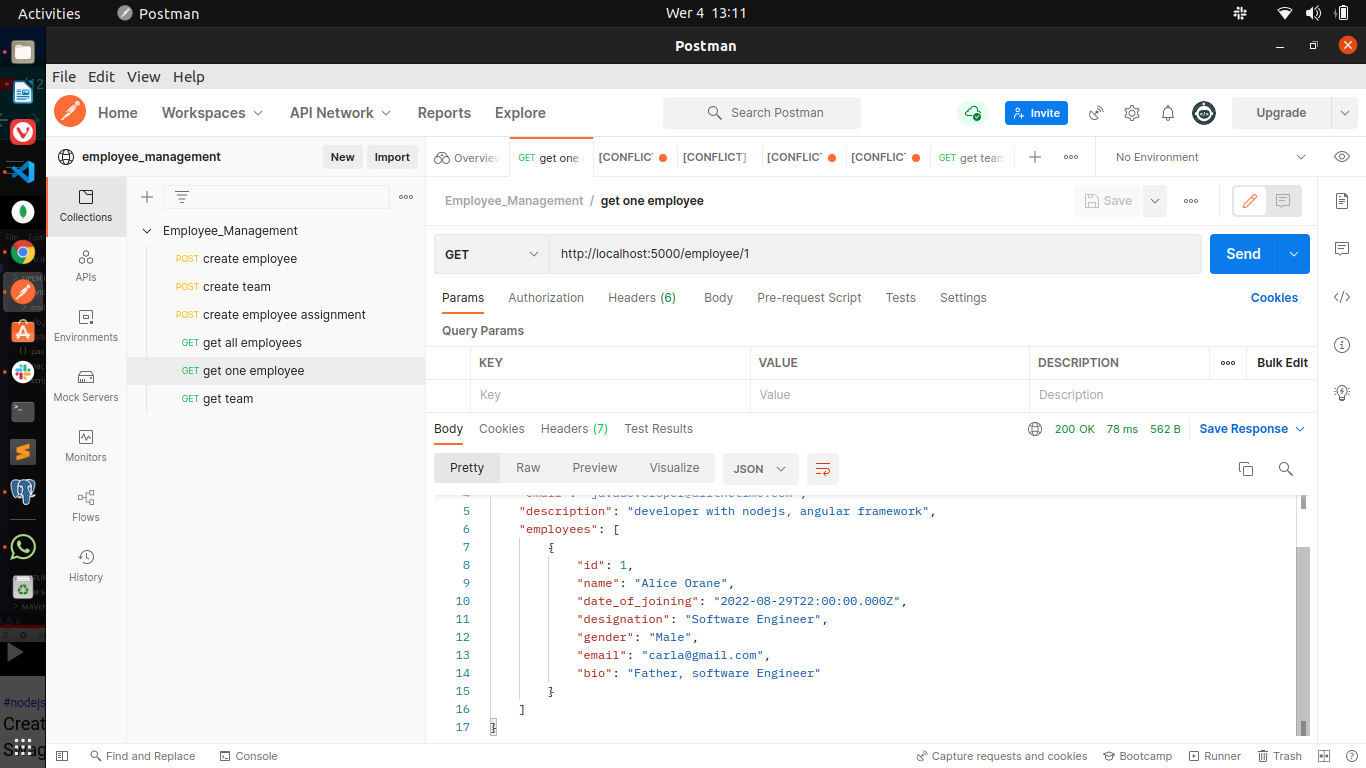 Activities Postman Wer 4 13:11
Postman
File Edit View Help
Home Workspaces API Network Reports Explore Search Postman Invite Upgrade
employee_management New Import
Overview GET get one [CONFLIC [CONFLICT] [CONFLIC [CONFLIC GET get team No Environment
Collections
APIs
Environments
Mock Servers
Monitors
Flows
History
Employee_Management
POST create employee
POST create team
POST create employee assignment
GET get all employees
GET get one employee
GET get team
Employee_Management / get one employee Save
GET http://localhost:5000/employee/1 Send
Params Authorization Headers (6) Body Pre-request Script Tests Settings Cookies
Query Params
KEY VALUE DESCRIPTION Bulk Edit
Key Value Description
Body Cookies Headers (7) Test Results 200 OK 78 ms 562 B Save Response
Pretty Raw Preview Visualize JSON
5 "description": "developer with nodejs, angular framework",
6 "employees": [
7 {
8 "id": 1,
9 "name": "Alice Orane",
10 "date_of_joining": "2022-08-29T22:00:00.000Z",
11 "designation": "Software Engineer",
12 "gender": "Male",
13 "email": "carla@gmail.com",
14 "bio": "Father, software Engineer"
15 }
16 ]
17 }
#nodejs
Creat
Find and Replace Console Capture requests and cookies Bootcamp Runner Trash